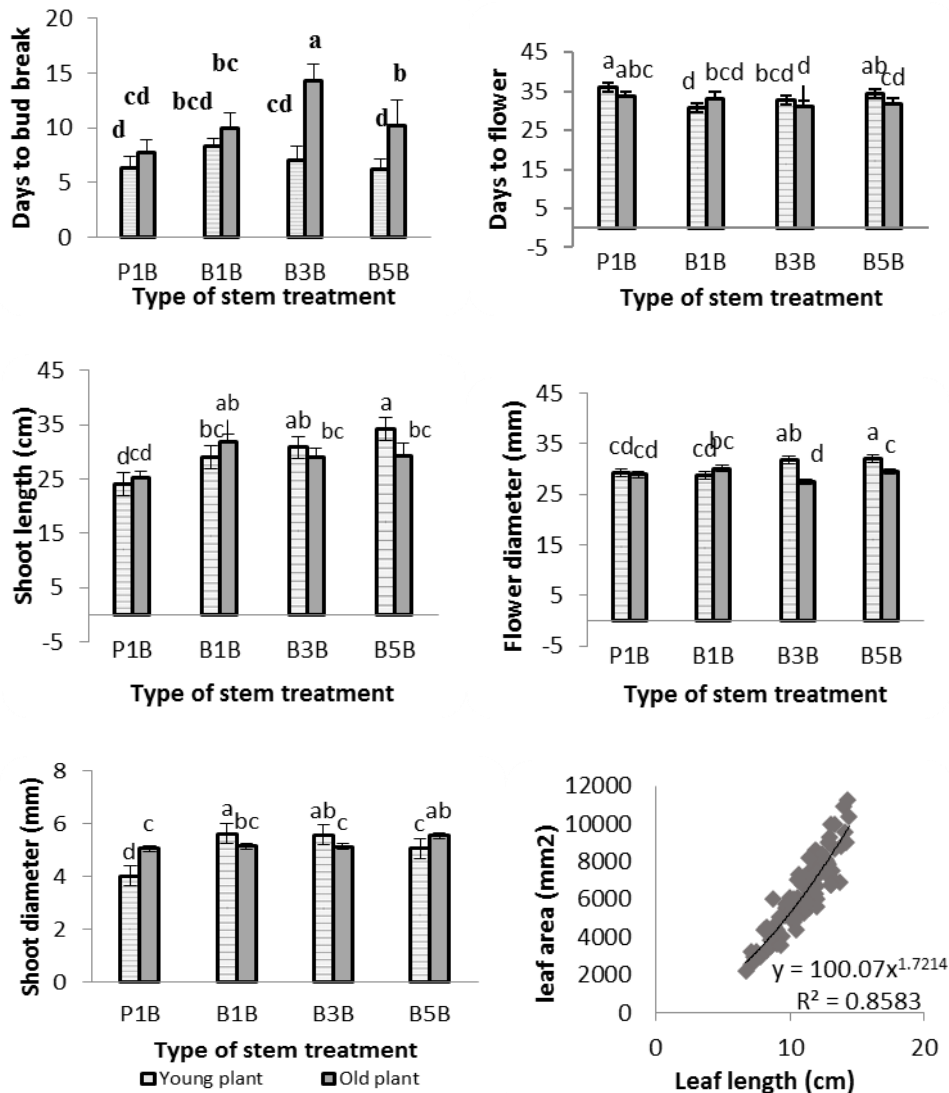 Days to bud break
15
10
5
0
d cd bcd bc cd a d b
P1B B1B B3B B5B
Type of stem treatment
Days to flower
45
35
25
15
5
-5
a abc d bcd bcd d ab cd
P1B B1B B3B B5B
Type of stem treatment
Shoot length (cm)
45
35
25
15
5
-5
d cd bc ab ab bc a bc
P1B B1B B3B B5B
Type of stem treatment
Flower diameter (mm)
45
35
25
15
5
-5
cd cd cd bc ab d a c
P1B B1B B3B B5B
Type of stem treatment
Shoot diameter (mm)
8
6
4
2
0
d c a bc ab c c ab
P1B B1B B3B B5B
Type of stem treatment
Young plant Old plant
leaf area (mm2)
12000
10000
8000
6000
4000
2000
0
y = 100.07x^1.7214
R² = 0.8583
0 10 20
Leaf length (cm)